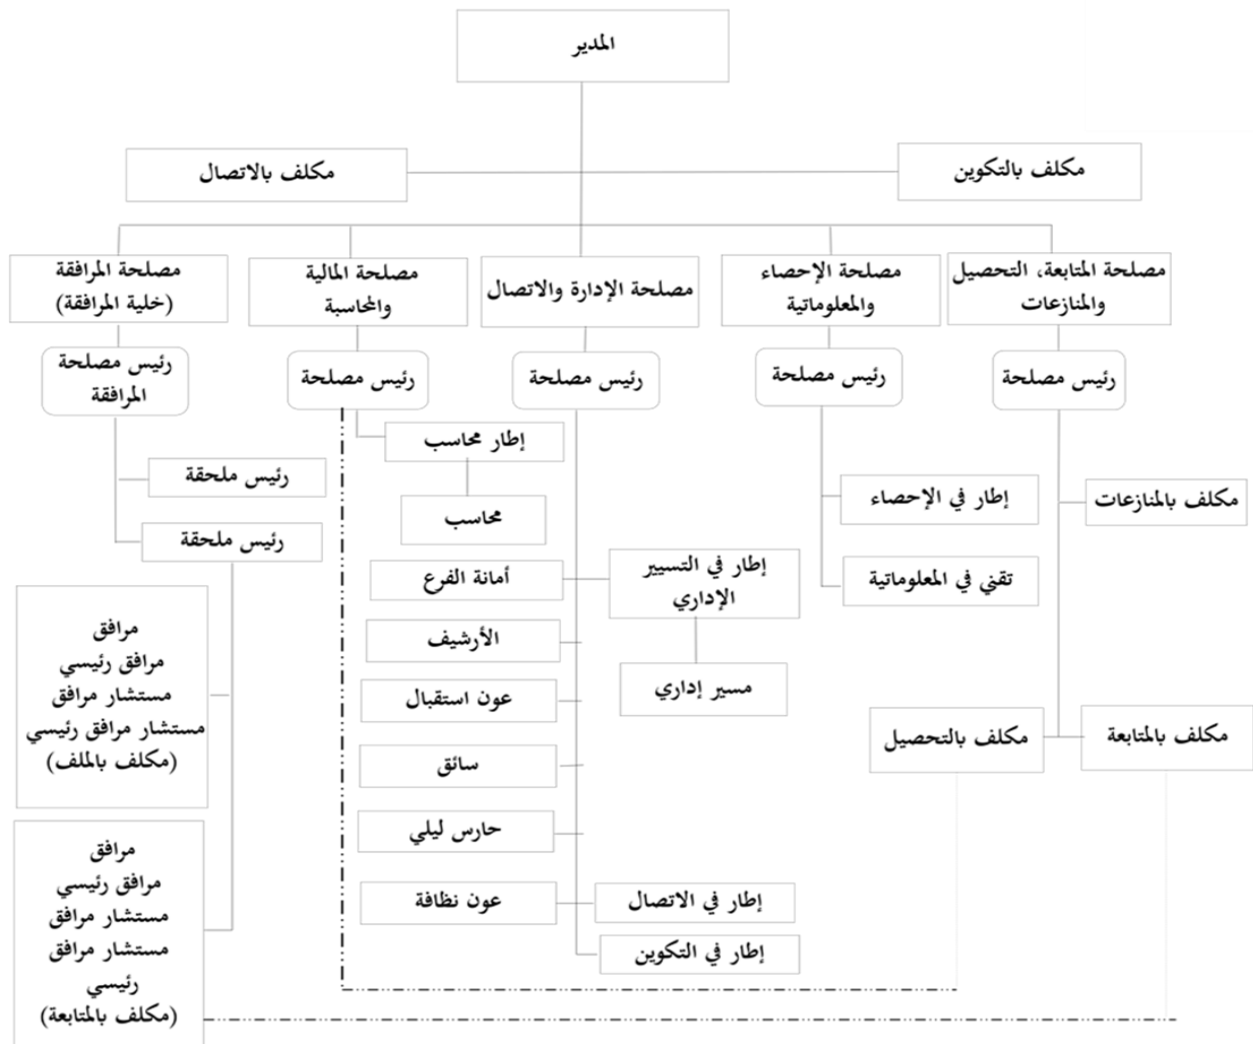 المدير
مكلف بالتكوين
مكلف بالاتصال
مصلحة المتابعة، التحصيل
والمنازعات
مصلحة الإحصاء
والمعلوماتية
مصلحة الإدارة والاتصال
مصلحة المالية
والمحاسبة
مصلحة المرافقة
(خلية المرافقة)
رئيس مصلحة
رئيس مصلحة
رئيس مصلحة
رئيس مصلحة
رئيس مصلحة
المرافقة
مكلف بالمنازعات
مكلف بالمتابعة
مكلف بالتحصيل
إطار في الإحصاء
تقني في المعلوماتية
إطار في التسيير
الإداري
مسير إداري
أمانة الفرع
الأرشيف
عون استقبال
سائق
حارس ليلي
عون نظافة
إطار في الاتصال
إطار في التكوين
إطار محاسب
محاسب
رئيس ملحقة
رئيس ملحقة
مرافق
مرافق رئيسي
مستشار مرافق
مستشار مرافق رئيسي
(مكلف بالملف)
مرافق
مرافق رئيسي
مستشار مرافق
مستشار مرافق
رئيسي
(مكلف بالمتابعة)